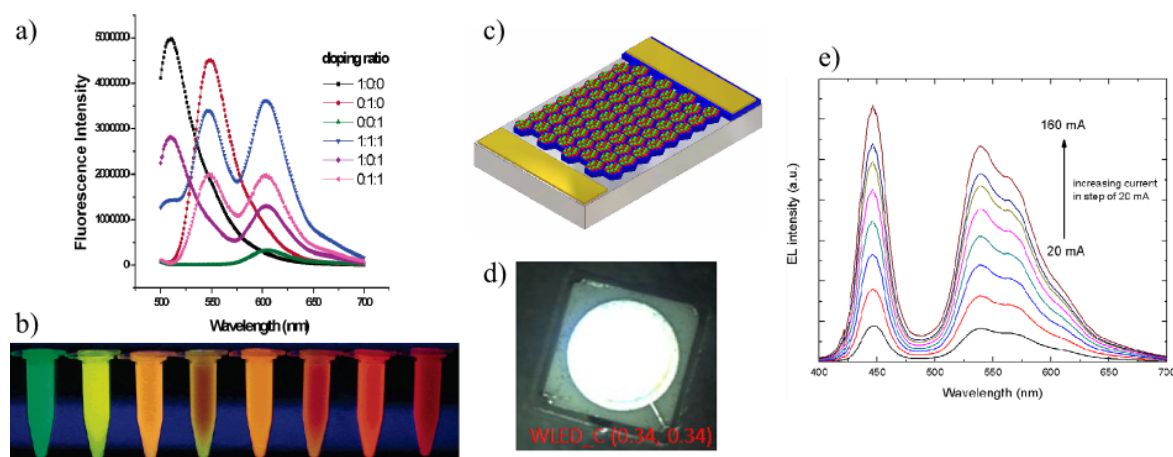 a)
doping ratio
1:0:0
0:1:0
0:0:1
1:1:1
1:0:1
0:1:1
Fluorescence Intensity
5000000
4000000
3000000
2000000
1000000
0
500
550
600
650
700
Wavelength (nm)
b)
c)
d)
WLED_C (0.34, 0.34)
e)
EL intensity (a.u.)
160 mA
increasing current
in step of 20 mA
20 mA
400
450
500
550
600
650
700
Wavelength (nm)